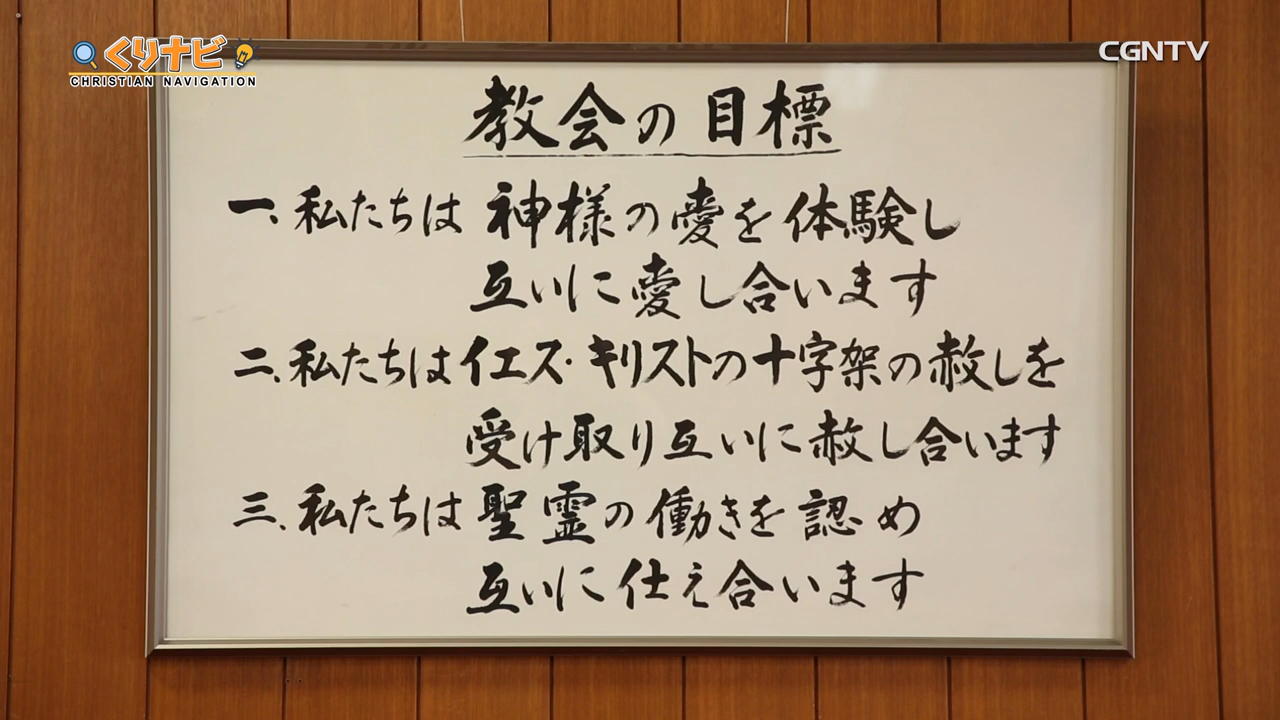 くりナビ
CHRISTIAN NAVIGATION
CGNTV
教会の目標
一、私たちは神様の愛を体験し
互いに愛し合います
二、私たちはイエス・キリストの十字架の赦しを
受け取り互いに赦し合います
三、私たちは聖霊の働きを認め
互いに仕え合います